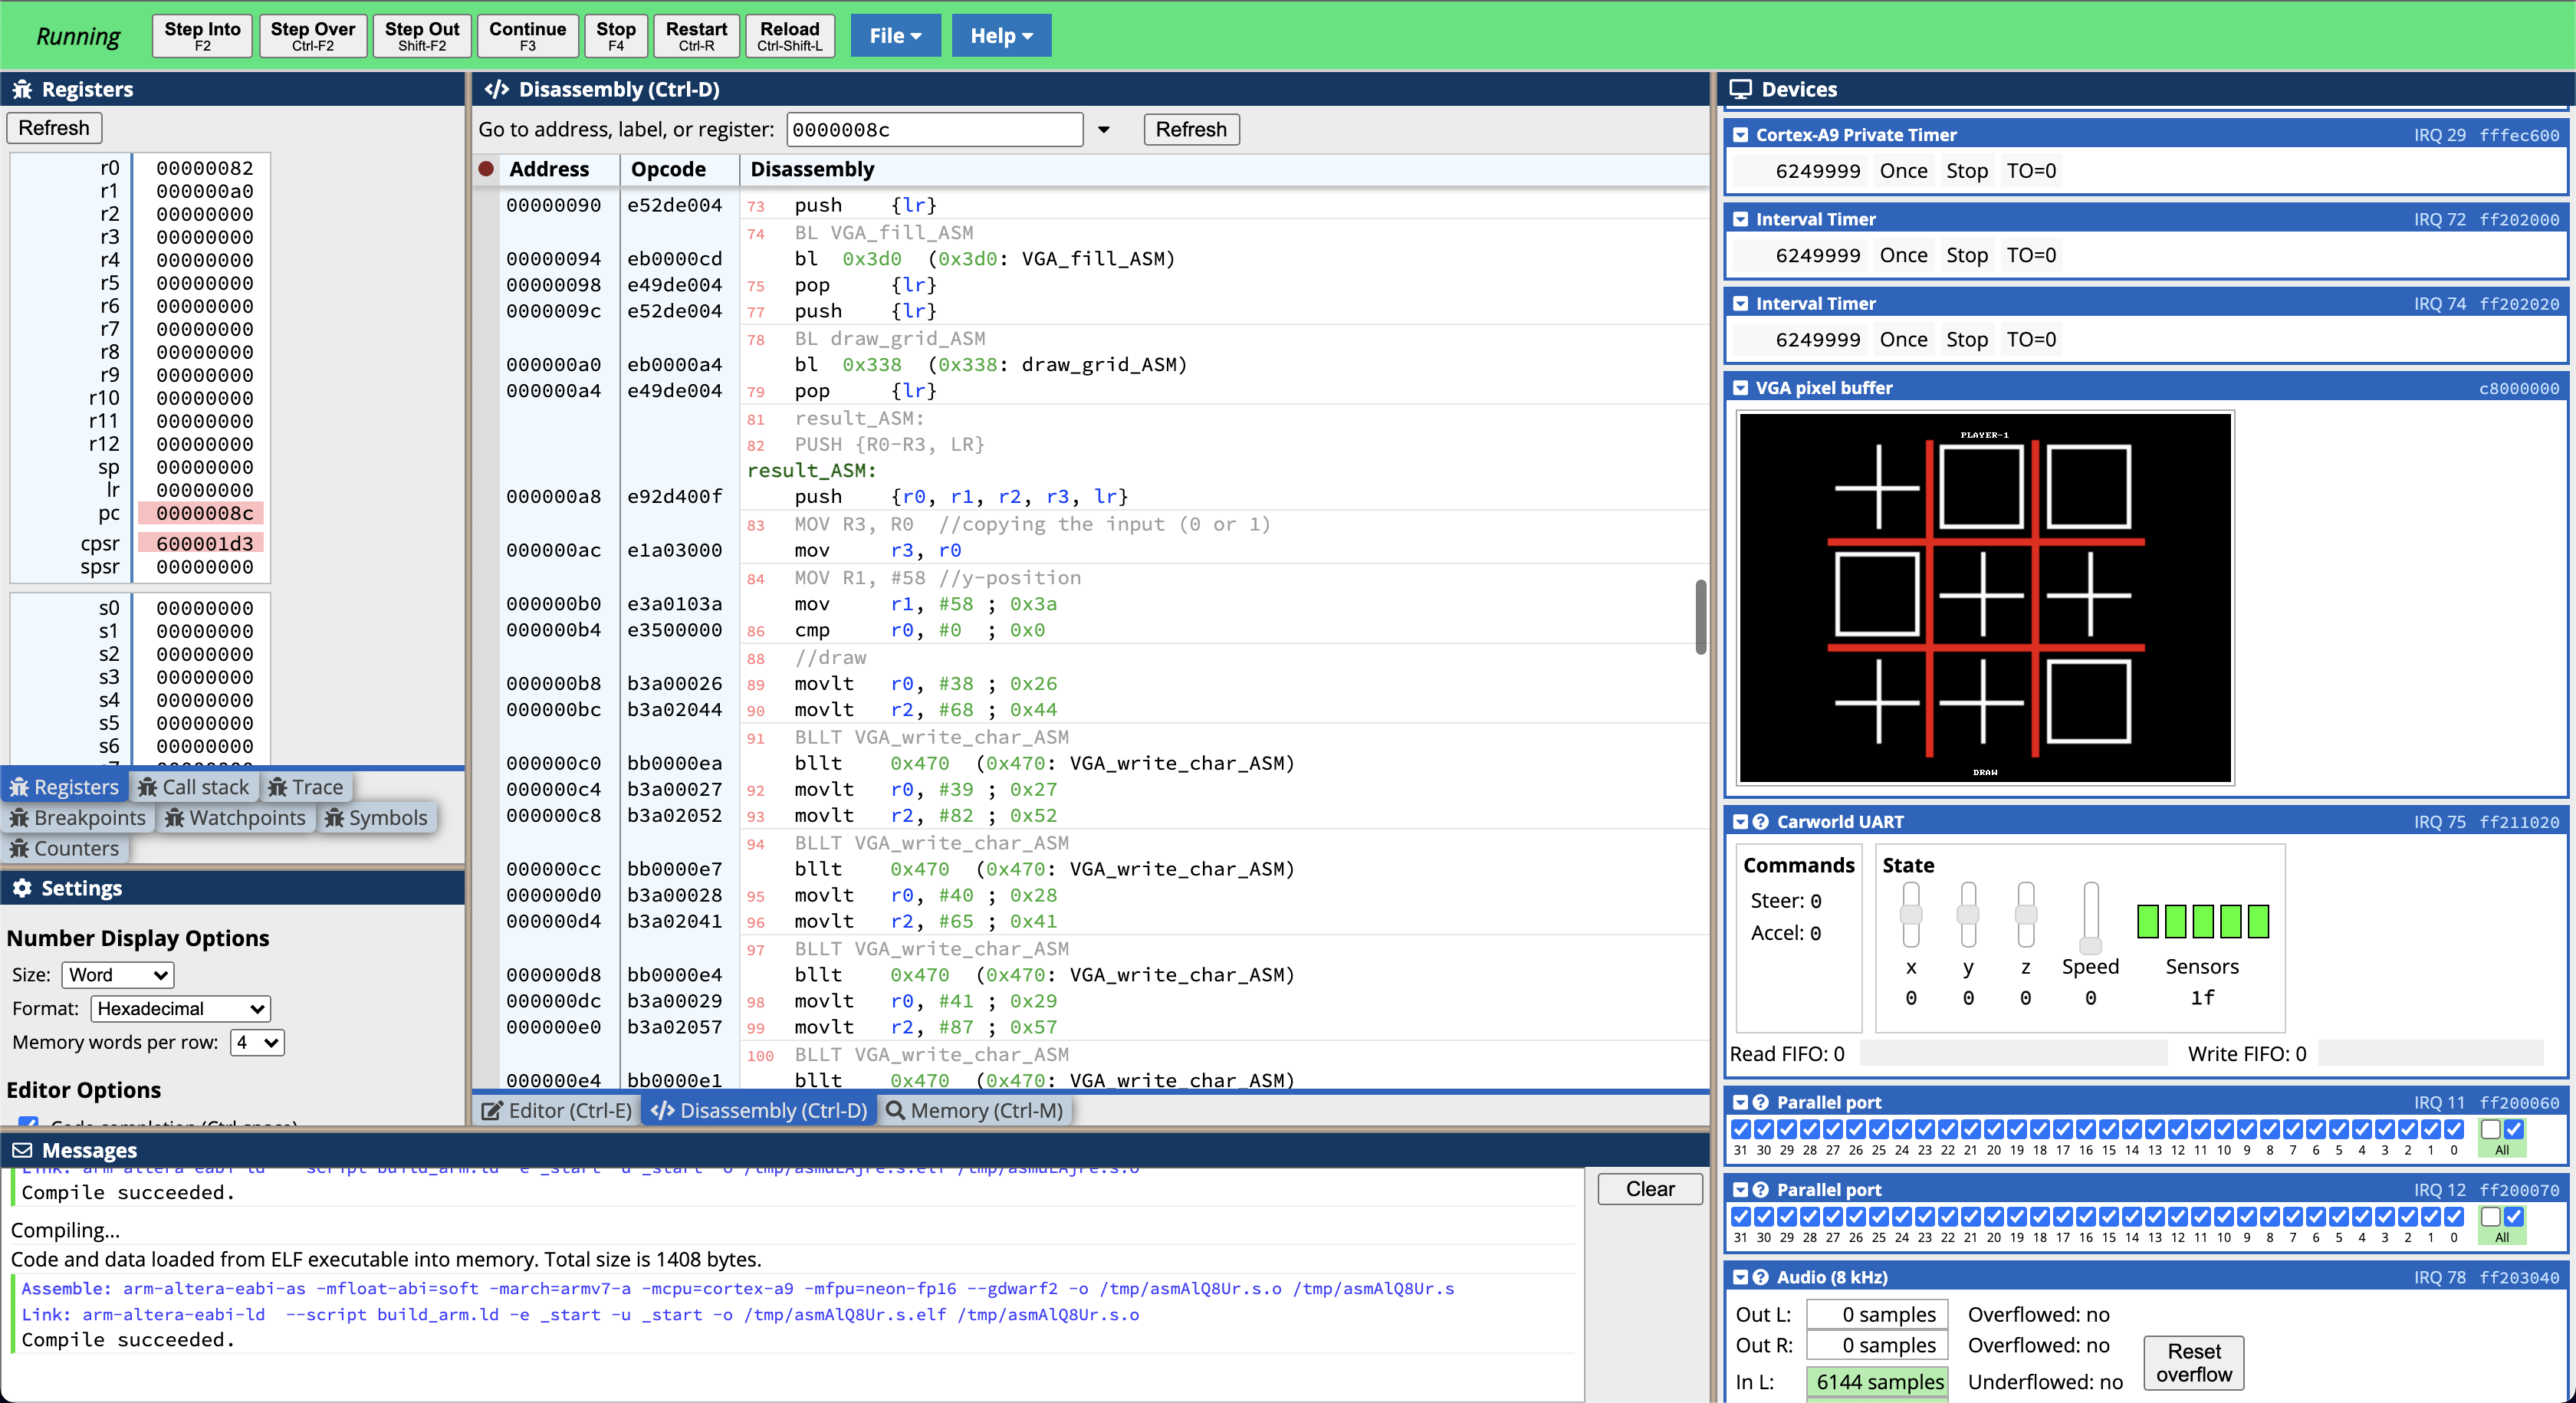 Running
Step Into
F2
Step Over
Ctrl-F2
Step Out
Shift-F2
Continue
F3
Stop
F4
Restart
Ctrl-R
Reload
Ctrl-Shift-L
File
Help
Registers
Refresh
r0 00000082
r1 000000a0
r2 00000000
r3 00000000
r4 00000000
r5 00000000
r6 00000000
r7 00000000
r8 00000000
r9 00000000
r10 00000000
r11 00000000
r12 00000000
sp 00000000
lr 00000000
pc 0000008c
cpsr 600001d3
spsr 00000000
s0 00000000
s1 00000000
s2 00000000
s3 00000000
s4 00000000
s5 00000000
s6 00000000
Registers Call stack Trace
Breakpoints Watchpoints Symbols
Counters
Settings
Number Display Options
Size: Word
Format: Hexadecimal
Memory words per row: 4
Editor Options
Code completion (Ctrl-space)
Disassembly (Ctrl-D)
Go to address, label, or register: 0000008c Refresh
Address Opcode Disassembly
00000090 e52de004 73 push {lr}
74 BL VGA_fill_ASM
00000094 eb0000cd bl 0x3d0 (0x3d0: VGA_fill_ASM)
00000098 e49de004 75 pop {lr}
0000009c e52de004 77 push {lr}
78 BL draw_grid_ASM
000000a0 eb0000a4 bl 0x338 (0x338: draw_grid_ASM)
000000a4 e49de004 79 pop {lr}
81 result_ASM:
82 PUSH {R0-R3, LR}
result_ASM:
000000a8 e92d400f push {r0, r1, r2, r3, lr}
83 MOV R3, R0 //copying the input (0 or 1)
000000ac e1a03000 mov r3, r0
84 MOV R1, #58 //y-position
000000b0 e3a0103a mov r1, #58 ; 0x3a
000000b4 e3500000 86 cmp r0, #0 ; 0x0
88 //draw
000000b8 b3a00026 89 movlt r0, #38 ; 0x26
000000bc b3a02044 90 movlt r2, #68 ; 0x44
91 BLLT VGA_write_char_ASM
000000c0 bb0000ea bllt 0x470 (0x470: VGA_write_char_ASM)
000000c4 b3a00027 92 movlt r0, #39 ; 0x27
000000c8 b3a02052 93 movlt r2, #82 ; 0x52
94 BLLT VGA_write_char_ASM
000000cc bb0000e7 bllt 0x470 (0x470: VGA_write_char_ASM)
000000d0 b3a00028 95 movlt r0, #40 ; 0x28
000000d4 b3a02041 96 movlt r2, #65 ; 0x41
97 BLLT VGA_write_char_ASM
000000d8 bb0000e4 bllt 0x470 (0x470: VGA_write_char_ASM)
000000dc b3a00029 98 movlt r0, #41 ; 0x29
000000e0 b3a02057 99 movlt r2, #87 ; 0x57
100 BLLT VGA_write_char_ASM
000000e4 bb0000e1 bllt 0x470 (0x470: VGA_write_char_ASM)
Editor (Ctrl-E) Disassembly (Ctrl-D) Memory (Ctrl-M)
Messages
Compile succeeded.
Clear
Compiling...
Code and data loaded from ELF executable into memory. Total size is 1408 bytes.
Assemble: arm-altera-eabi-as -mfloat-abi=soft -march=armv7-a -mcpu=cortex-a9 -mfpu=neon-fp16 --gdwarf2 -o /tmp/asmAlQ8Ur.s.o /tmp/asmAlQ8Ur.s
Link: arm-altera-eabi-ld --script build_arm.ld -e _start -u _start -o /tmp/asmAlQ8Ur.s.elf /tmp/asmAlQ8Ur.s.o
Compile succeeded.
Devices
Cortex-A9 Private Timer IRQ 29 fffec600
6249999 Once Stop TO=0
Interval Timer IRQ 72 ff202000
6249999 Once Stop TO=0
Interval Timer IRQ 74 ff202020
6249999 Once Stop TO=0
VGA pixel buffer c8000000
PLAYER-1
DRAW
Carworld UART IRQ 75 ff211020
Commands
Steer: 0
Accel: 0
State
x y z Speed Sensors
0 0 0 0 1f
Read FIFO: 0 Write FIFO: 0
Parallel port IRQ 11 ff200060
31 30 29 28 27 26 25 24 23 22 21 20 19 18 17 16 15 14 13 12 11 10 9 8 7 6 5 4 3 2 1 0 All
Parallel port IRQ 12 ff200070
31 30 29 28 27 26 25 24 23 22 21 20 19 18 17 16 15 14 13 12 11 10 9 8 7 6 5 4 3 2 1 0 All
Audio (8 kHz) IRQ 78 ff203040
Out L: 0 samples Overflowed: no
Out R: 0 samples Overflowed: no
Reset overflow
In L: 6144 samples Underflowed: no